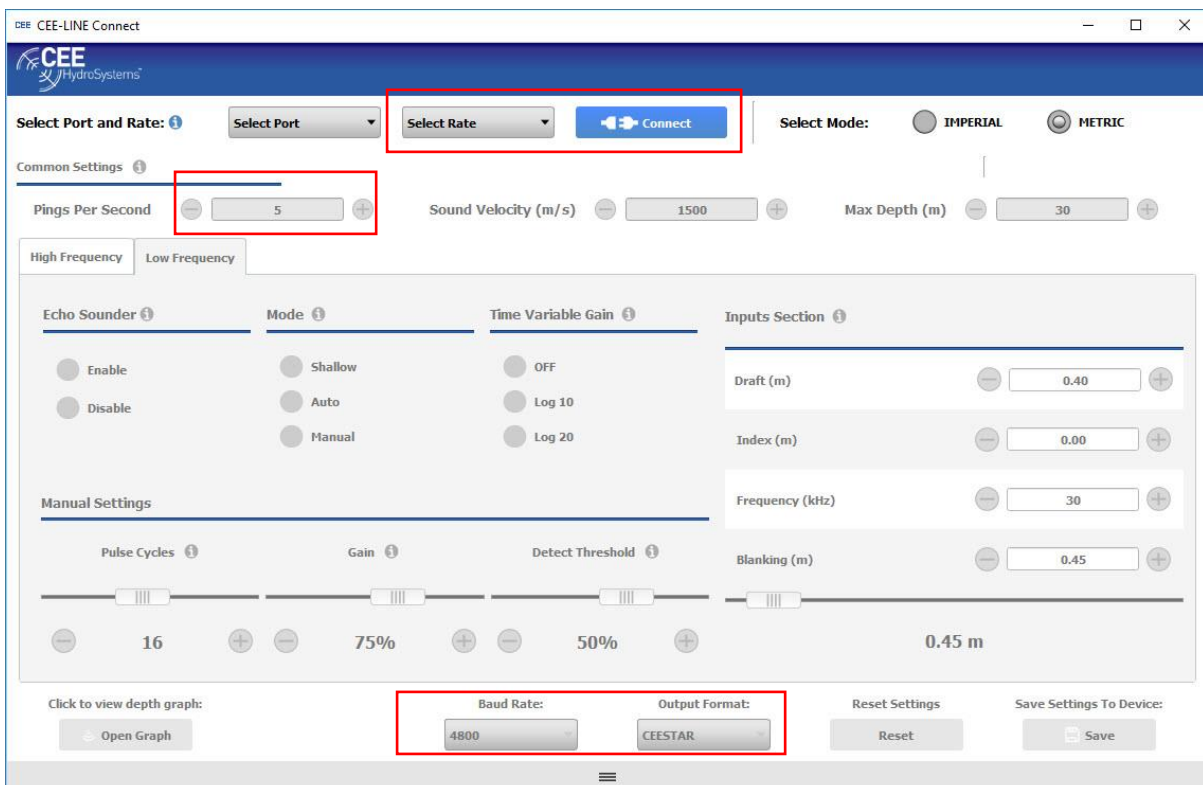 CEE CEE-LINE Connect
CEE
HydroSystems™
Select Port and Rate: Select Port Select Rate Connect Select Mode: IMPERIAL METRIC
Common Settings
Pings Per Second 5 Sound Velocity (m/s) 1500 Max Depth (m) 30
High Frequency Low Frequency
Echo Sounder Mode Time Variable Gain Inputs Section
Enable Shallow OFF
Draft (m) 0.40
Disable Auto Log 10
Manual Log 20
Index (m) 0.00
Manual Settings
Frequency (kHz) 30
Pulse Cycles Gain Detect Threshold
Blanking (m) 0.45
16 75% 50% 0.45 m
Click to view depth graph: Baud Rate: Output Format: Reset Settings Save Settings To Device:
Open Graph 4800 CEESTAR Reset Save